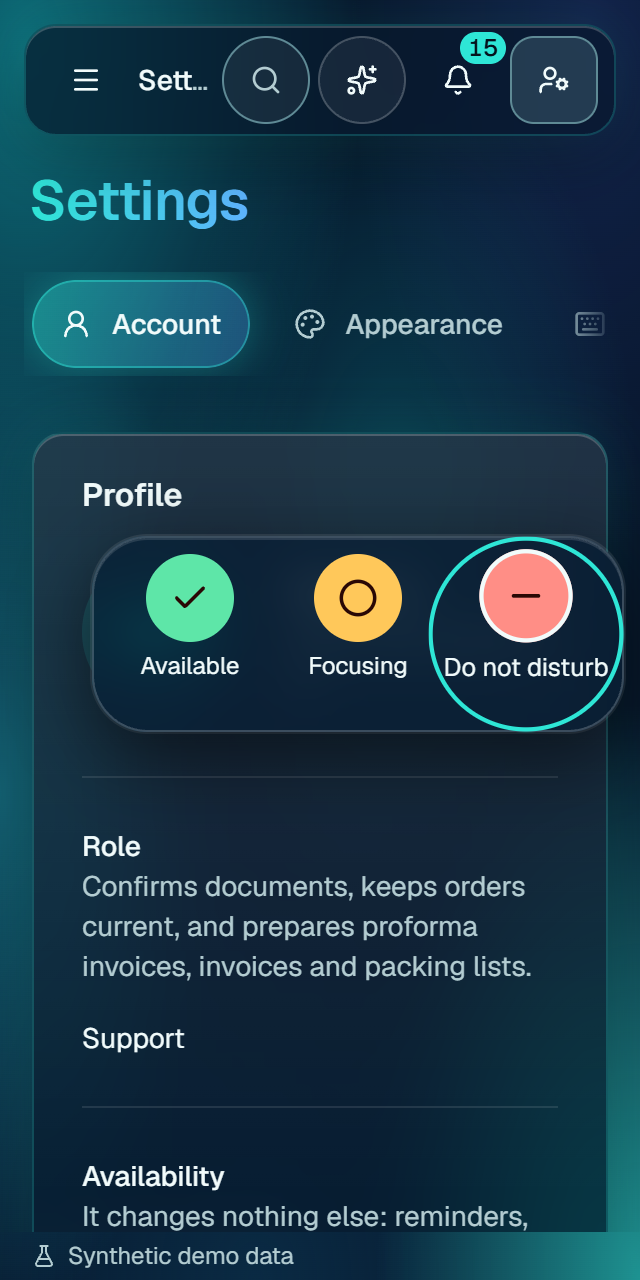 Sett...
15
Settings
Account
Appearance
Profile
Available
Focusing
Do not disturb
Role
Confirms documents, keeps orders
current, and prepares proforma
invoices, invoices and packing lists.
Support
Availability
It changes nothing else: reminders,
Synthetic demo data